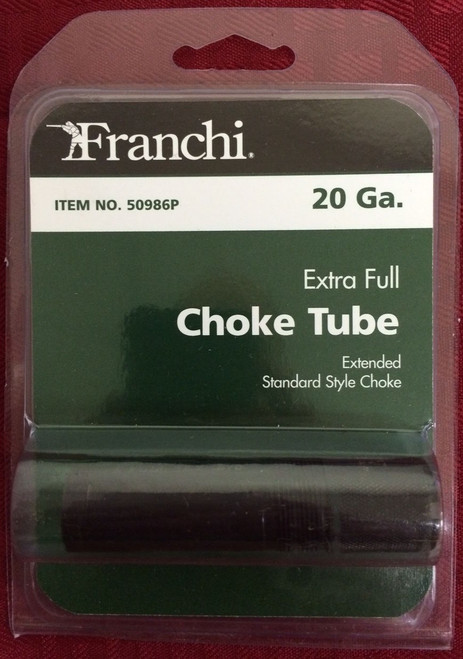 Franchi®
ITEM NO. 50986P
20 Ga.
Extra Full
Choke Tube
Extended
Standard Style Choke